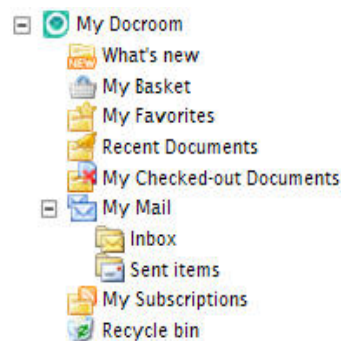 My Docroom
What's new
NEW
My Basket
My Favorites
Recent Documents
My Checked-out Documents
My Mail
Inbox
Sent items
My Subscriptions
Recycle bin